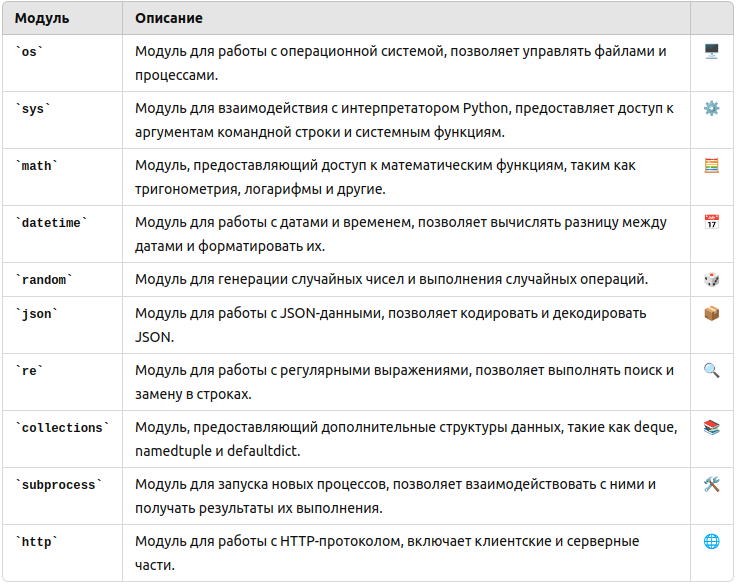 Модуль Описание
`os` Модуль для работы с операционной системой, позволяет управлять файлами и
процессами.
`sys` Модуль для взаимодействия с интерпретатором Python, предоставляет доступ к
аргументам командной строки и системным функциям.
`math` Модуль, предоставляющий доступ к математическим функциям, таким как
тригонометрия, логарифмы и другие.
`datetime` Модуль для работы с датами и временем, позволяет вычислять разницу между
датами и форматировать их.
`random` Модуль для генерации случайных чисел и выполнения случайных операций.
`json` Модуль для работы с JSON-данными, позволяет кодировать и декодировать
JSON.
`re` Модуль для работы с регулярными выражениями, позволяет выполнять поиск и
замену в строках.
`collections` Модуль, предоставляющий дополнительные структуры данных, такие как deque,
namedtuple и defaultdict.
`subprocess` Модуль для запуска новых процессов, позволяет взаимодействовать с ними и
получать результаты их выполнения.
`http` Модуль для работы с HTTP-протоколом, включает клиентские и серверные
части.